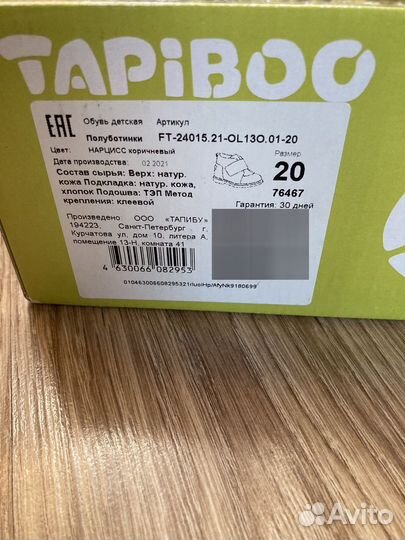 TAPiBOO
EAC
Обувь детская Артикул
Полуботинки FT-24015.21-OL13O.01-20
Цвет: НАРЦИСС коричневый
Размер
Дата производства: 02.2021
20
76467
Состав сырья: Верх: натур.
кожа Подкладка: натур. кожа,
хлопок Подошва: ТЭП Метод
крепления: клеевой
Гарантия: 30 дней
Произведено ООО «ТАПИБУ»
194223, Санкт-Петербург г.
Курчатова ул, дом 10, литера А,
помещение 13-Н, комната 41
4 630066 082953
Avito